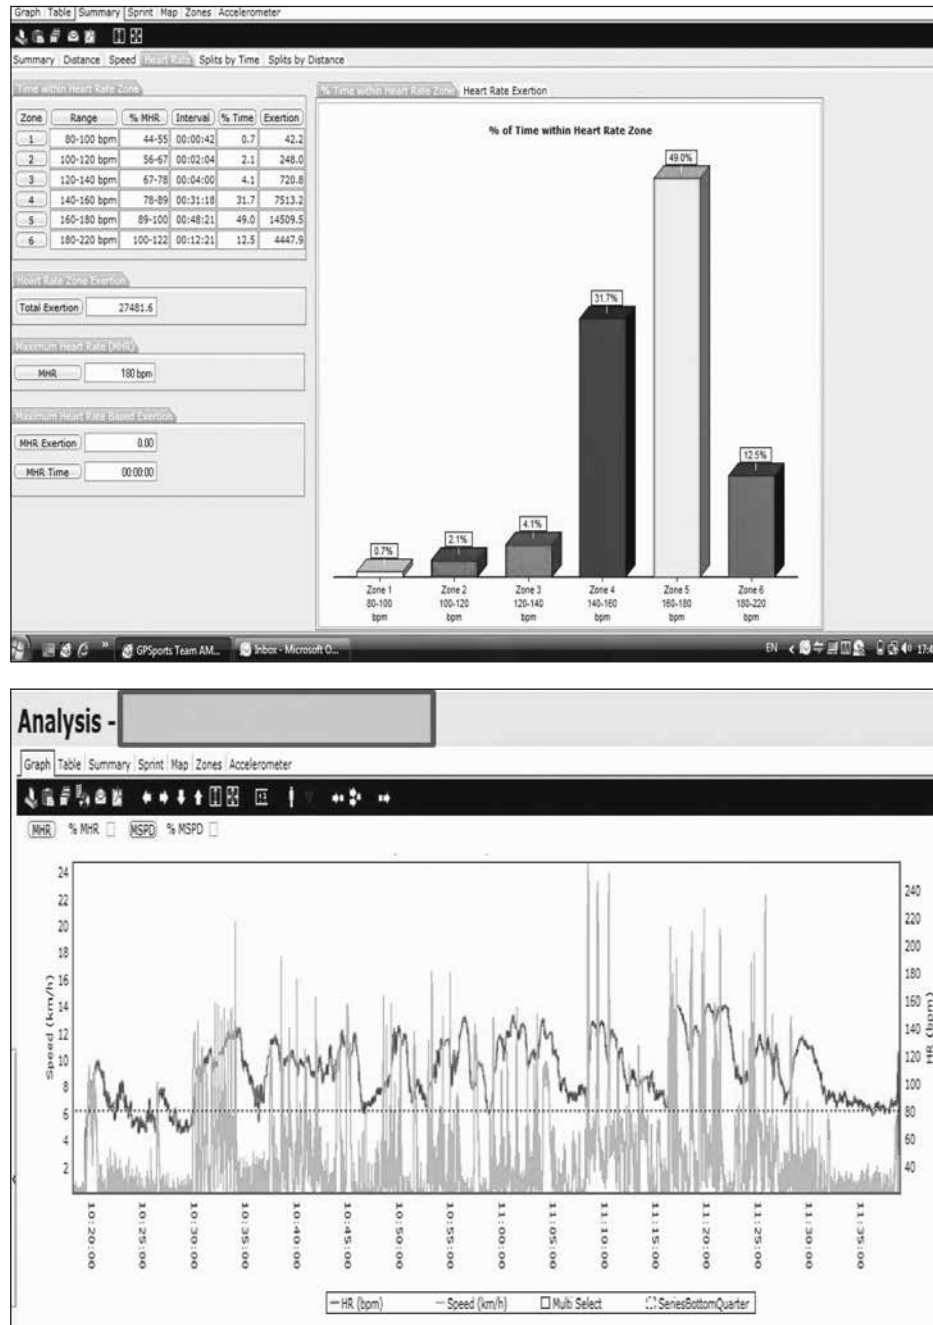 Graph Table Summary Sprint Map Zones Accelerometer
Summary Distance Speed Heart Rate Splits by Time Splits by Distance
Time within Heart Rate Zone
Zone Range % MHR Interval % Time Exertion
1 80-100 bpm 44-55 00:00:42 0.7 42.2
2 100-120 bpm 56-67 00:02:04 2.1 248.0
3 120-140 bpm 67-78 00:04:00 4.1 720.8
4 140-160 bpm 78-89 00:31:18 31.7 7513.2
5 160-180 bpm 89-100 00:48:21 49.0 14509.5
6 180-220 bpm 100-122 00:12:21 12.5 4447.9
Heart Rate Zone Exertion
Total Exertion 27481.6
Maximum Heart Rate (MHR)
MHR 180 bpm
Maximum Heart Rate Based Exertion
MHR Exertion 0.00
MHR Time 00:00:00
% Time within Heart Rate Zone Heart Rate Exertion
% of Time within Heart Rate Zone
49.0%
31.7%
12.5%
4.1%
2.1%
0.7%
Zone 1 Zone 2 Zone 3 Zone 4 Zone 5 Zone 6
80-100 100-120 120-140 140-160 160-180 180-220
bpm bpm bpm bpm bpm bpm
GPSports Team AM... Inbox - Microsoft O... EN 17:4
Analysis -
Graph Table Summary Sprint Map Zones Accelerometer
MHR % MHR MSPD % MSPD
Speed (km/h)
24
22
20
18
16
14
12
10
8
6
4
2
240
220
200
180
160
140
120
100
80
60
40
HR (bpm)
10:20:00 10:25:00 10:30:00 10:35:00 10:40:00 10:45:00 10:50:00 10:55:00 11:00:00 11:05:00 11:10:00 11:15:00 11:20:00 11:25:00 11:30:00 11:35:00
HR (bpm) Speed (km/h) Multi Select SeriesBottomQuarter